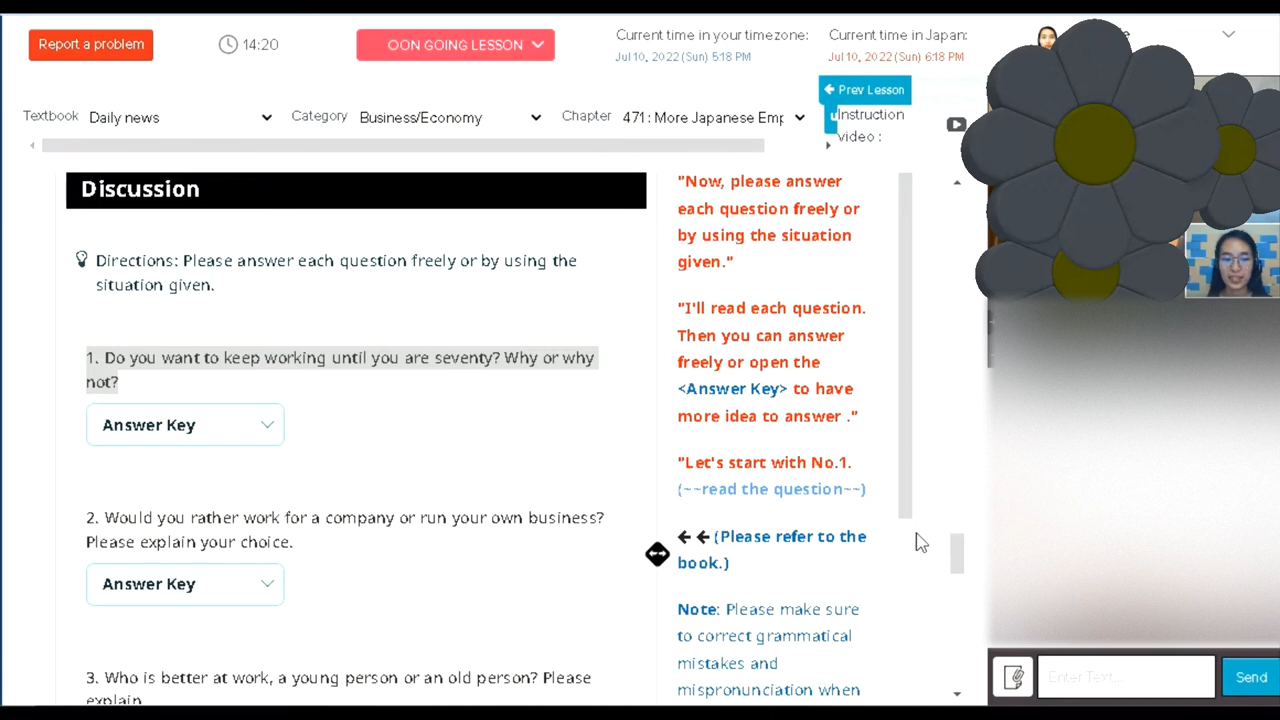 Report a problem
14:20
OON GOING LESSON
Current time in your timezone:
Jul 10, 2022 (Sun) 5:18 PM
Current time in Japan:
Jul 10, 2022 (Sun) 6:18 PM
Prev Lesson
Textbook Daily news
Category Business/Economy
Chapter 471: More Japanese Emp
Instruction
video :
Discussion
Directions: Please answer each question freely or by using the
situation given.
1. Do you want to keep working until you are seventy? Why or why
not?
Answer Key
2. Would you rather work for a company or run your own business?
Please explain your choice.
Answer Key
3. Who is better at work, a young person or an old person? Please
explain
"Now, please answer
each question freely or
by using the situation
given."
"I'll read each question.
Then you can answer
freely or open the
<Answer Key> to have
more idea to answer ."
"Let's start with No.1.
(~~read the question~~)
(Please refer to the
book.)
Note: Please make sure
to correct grammatical
mistakes and
mispronunciation when
Enter Text...
Send